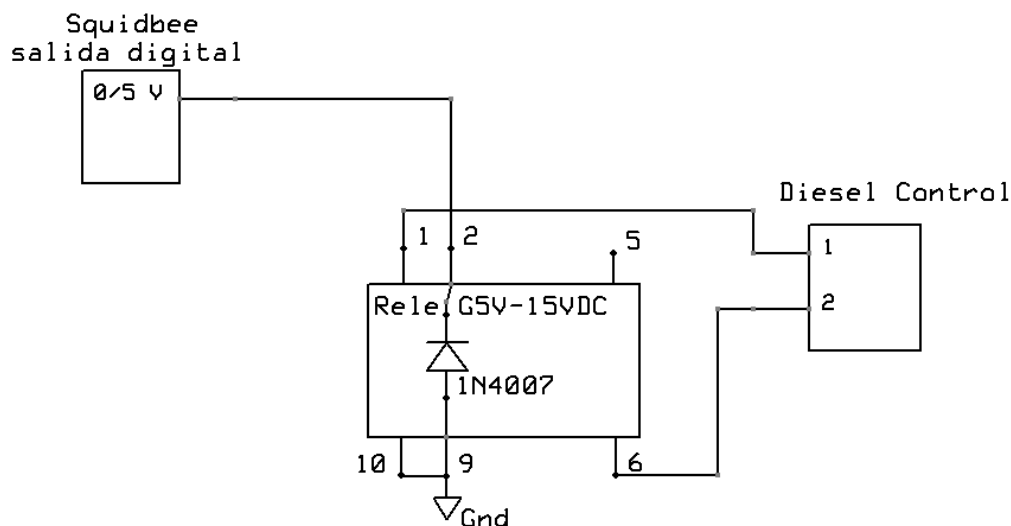 Squidbee
salida digital
0/5 V
Diesel Control
1
2
5
1
2
Rele G5V-15VDC
1N4007
10
9
6
Gnd